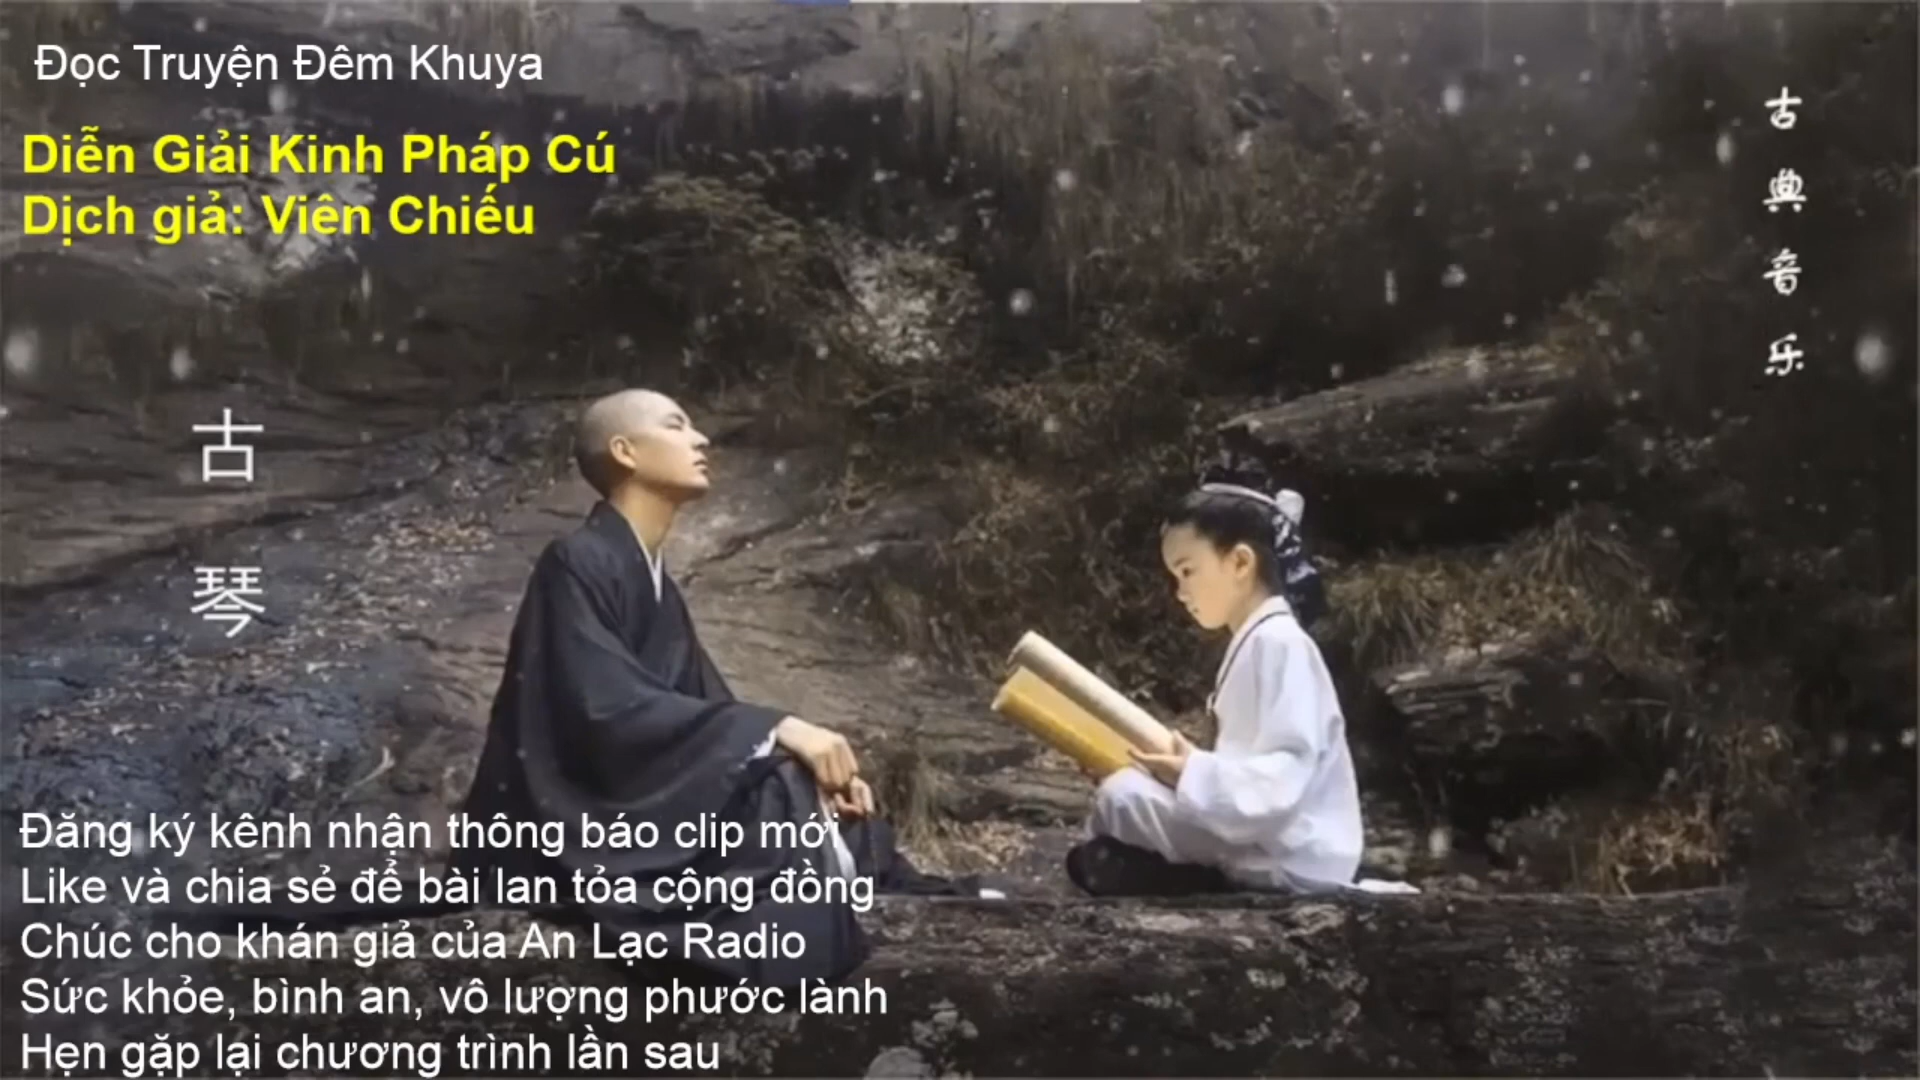 Đọc Truyện Đêm Khuya
Diễn Giải Kinh Pháp Cú
Dịch giả: Viên Chiếu
古典音乐
古琴
Đăng ký kênh nhận thông báo clip mới
Like và chia sẻ để bài lan tỏa cộng đồng
Chúc cho khán giả của An Lạc Radio
Sức khỏe, bình an, vô lượng phước lành
Hẹn gặp lại chương trình lần sau